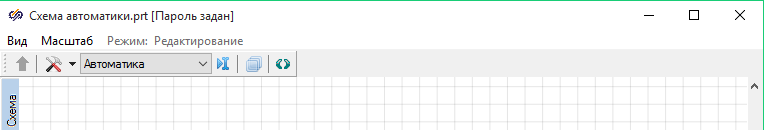 Схема автоматики.prt [Пароль задан]
Вид Масштаб Режим: Редактирование
Автоматика
Схема